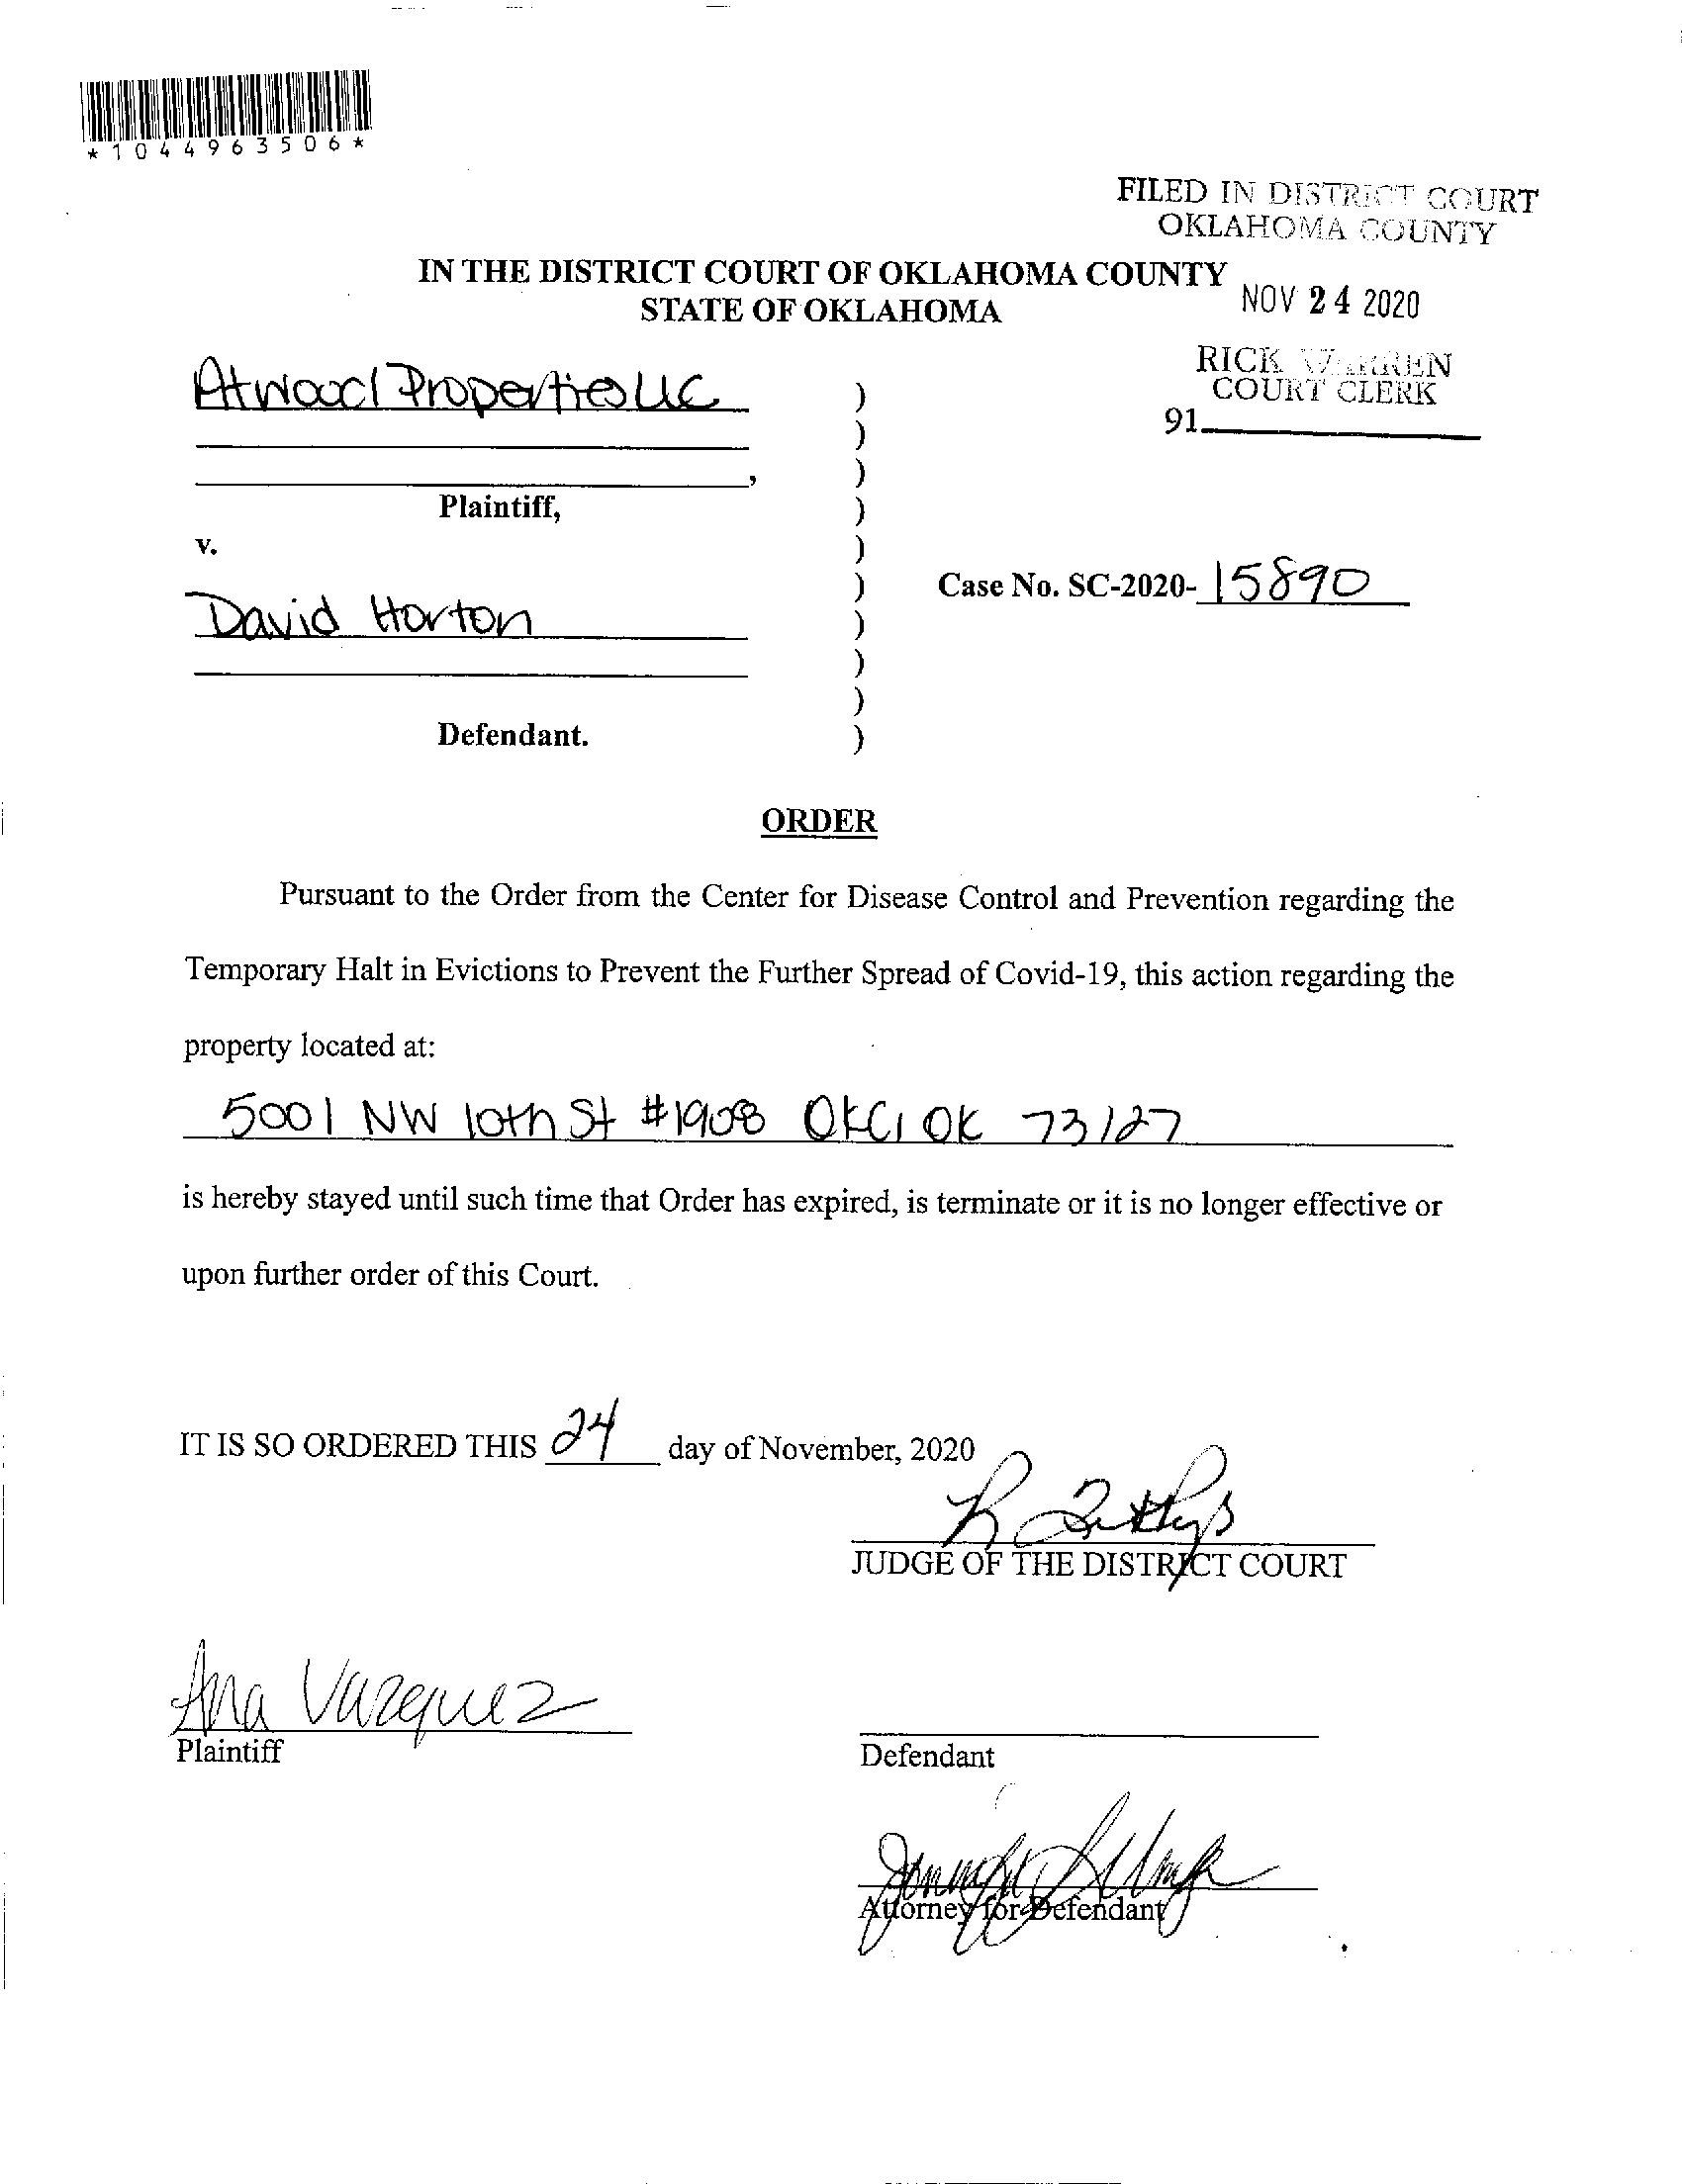 *1044963506*
FILED IN DISTRICT COURT
OKLAHOMA COUNTY
IN THE DISTRICT COURT OF OKLAHOMA COUNTY
STATE OF OKLAHOMA
NOV 24 2020
RICK WARREN
COURT CLERK
91
Atwood Properties LLC )
)
, )
Plaintiff, )
v. )
) Case No. SC-2020- 15890
David Horton )
)
)
Defendant. )
ORDER
Pursuant to the Order from the Center for Disease Control and Prevention regarding the
Temporary Halt in Evictions to Prevent the Further Spread of Covid-19, this action regarding the
property located at:
5001 NW 10th St #1908 OKC, OK 73127
is hereby stayed until such time that Order has expired, is terminate or it is no longer effective or
upon further order of this Court.
IT IS SO ORDERED THIS 24 day of November, 2020
JUDGE OF THE DISTRICT COURT
Ana Vazquez
Plaintiff
Defendant
Attorney for Defendant